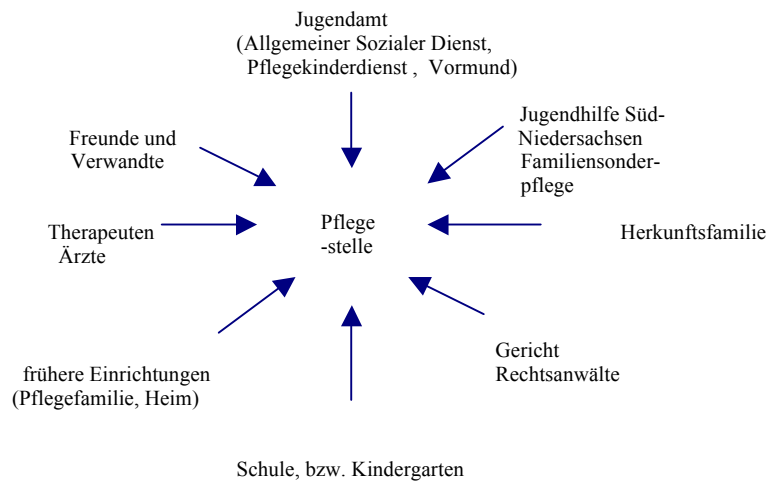 Jugendamt
(Allgemeiner Sozialer Dienst,
Pflegekinderdienst , Vormund)
Jugendhilfe Süd-
Niedersachsen
Familiensonder-
pflege
Freunde und
Verwandte
Pflege
-stelle
Therapeuten
Ärzte
Herkunftsfamilie
Gericht
Rechtsanwälte
frühere Einrichtungen
(Pflegefamilie, Heim)
Schule, bzw. Kindergarten